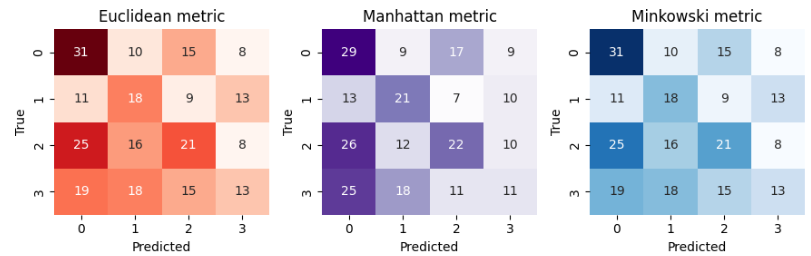 Euclidean metric
0 31 10 15 8
1 11 18 9 13
2 25 16 21 8
3 19 18 15 13
0 1 2 3
True
Predicted
Manhattan metric
0 29 9 17 9
1 13 21 7 10
2 26 12 22 10
3 25 18 11 11
0 1 2 3
True
Predicted
Minkowski metric
0 31 10 15 8
1 11 18 9 13
2 25 16 21 8
3 19 18 15 13
0 1 2 3
True
Predicted